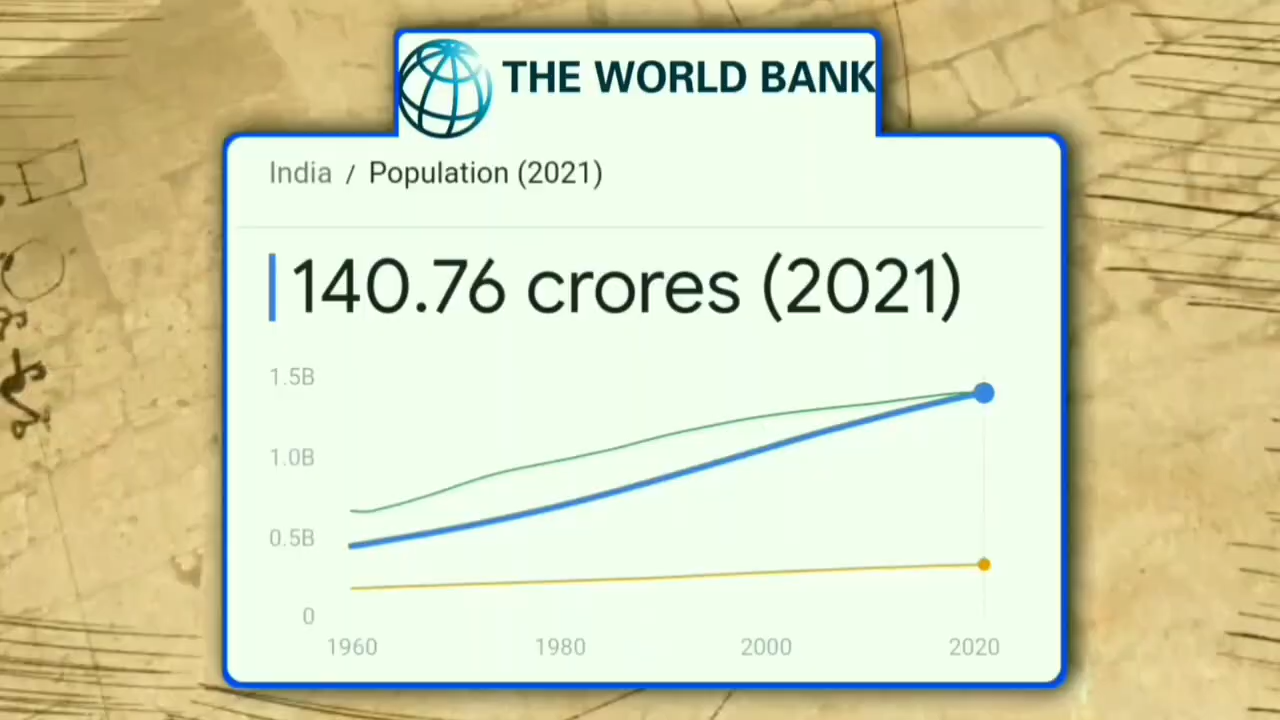 THE WORLD BANK
India / Population (2021)
140.76 crores (2021)
1.5B
1.0B
0.5B
0
1960 1980 2000 2020